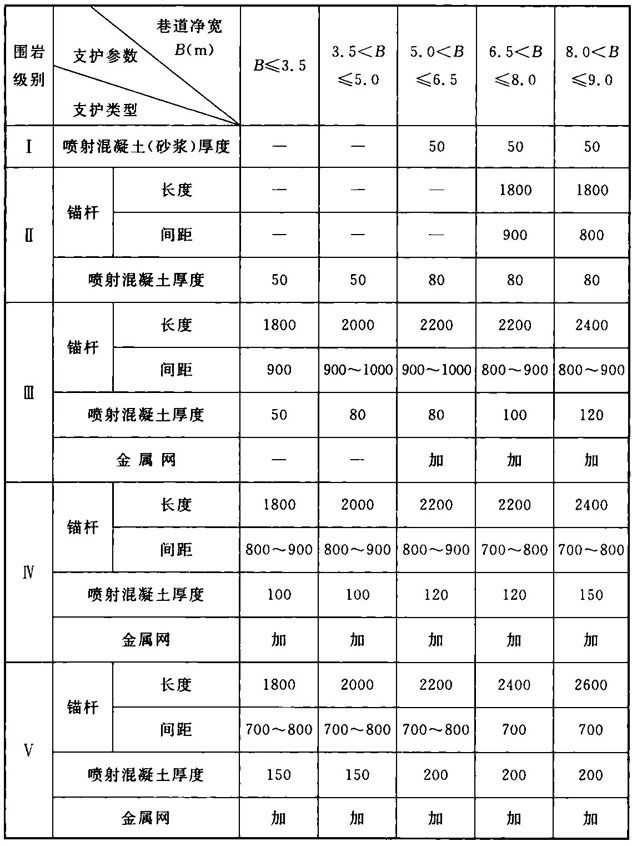 围岩级别 支护参数 巷道净宽B(m) 支护类型 B≤3.5 3.5<B≤5.0 5.0<B≤6.5 6.5<B≤8.0 8.0<B≤9.0
Ⅰ 喷射混凝土(砂浆)厚度 — — 50 50 50
Ⅱ 锚杆 长度 — — — 1800 1800
间距 — — — 900 800
喷射混凝土厚度 50 50 80 80 80
Ⅲ 锚杆 长度 1800 2000 2200 2200 2400
间距 900 900~1000 900~1000 800~900 800~900
喷射混凝土厚度 50 80 80 100 120
金属网 — — 加 加 加
Ⅳ 锚杆 长度 1800 2000 2200 2200 2400
间距 800~900 800~900 800~900 700~800 700~800
喷射混凝土厚度 100 100 120 120 150
金属网 加 加 加 加 加
Ⅴ 锚杆 长度 1800 2000 2200 2400 2600
间距 700~800 700~800 700~800 700 700
喷射混凝土厚度 150 150 200 200 200
金属网 加 加 加 加 加